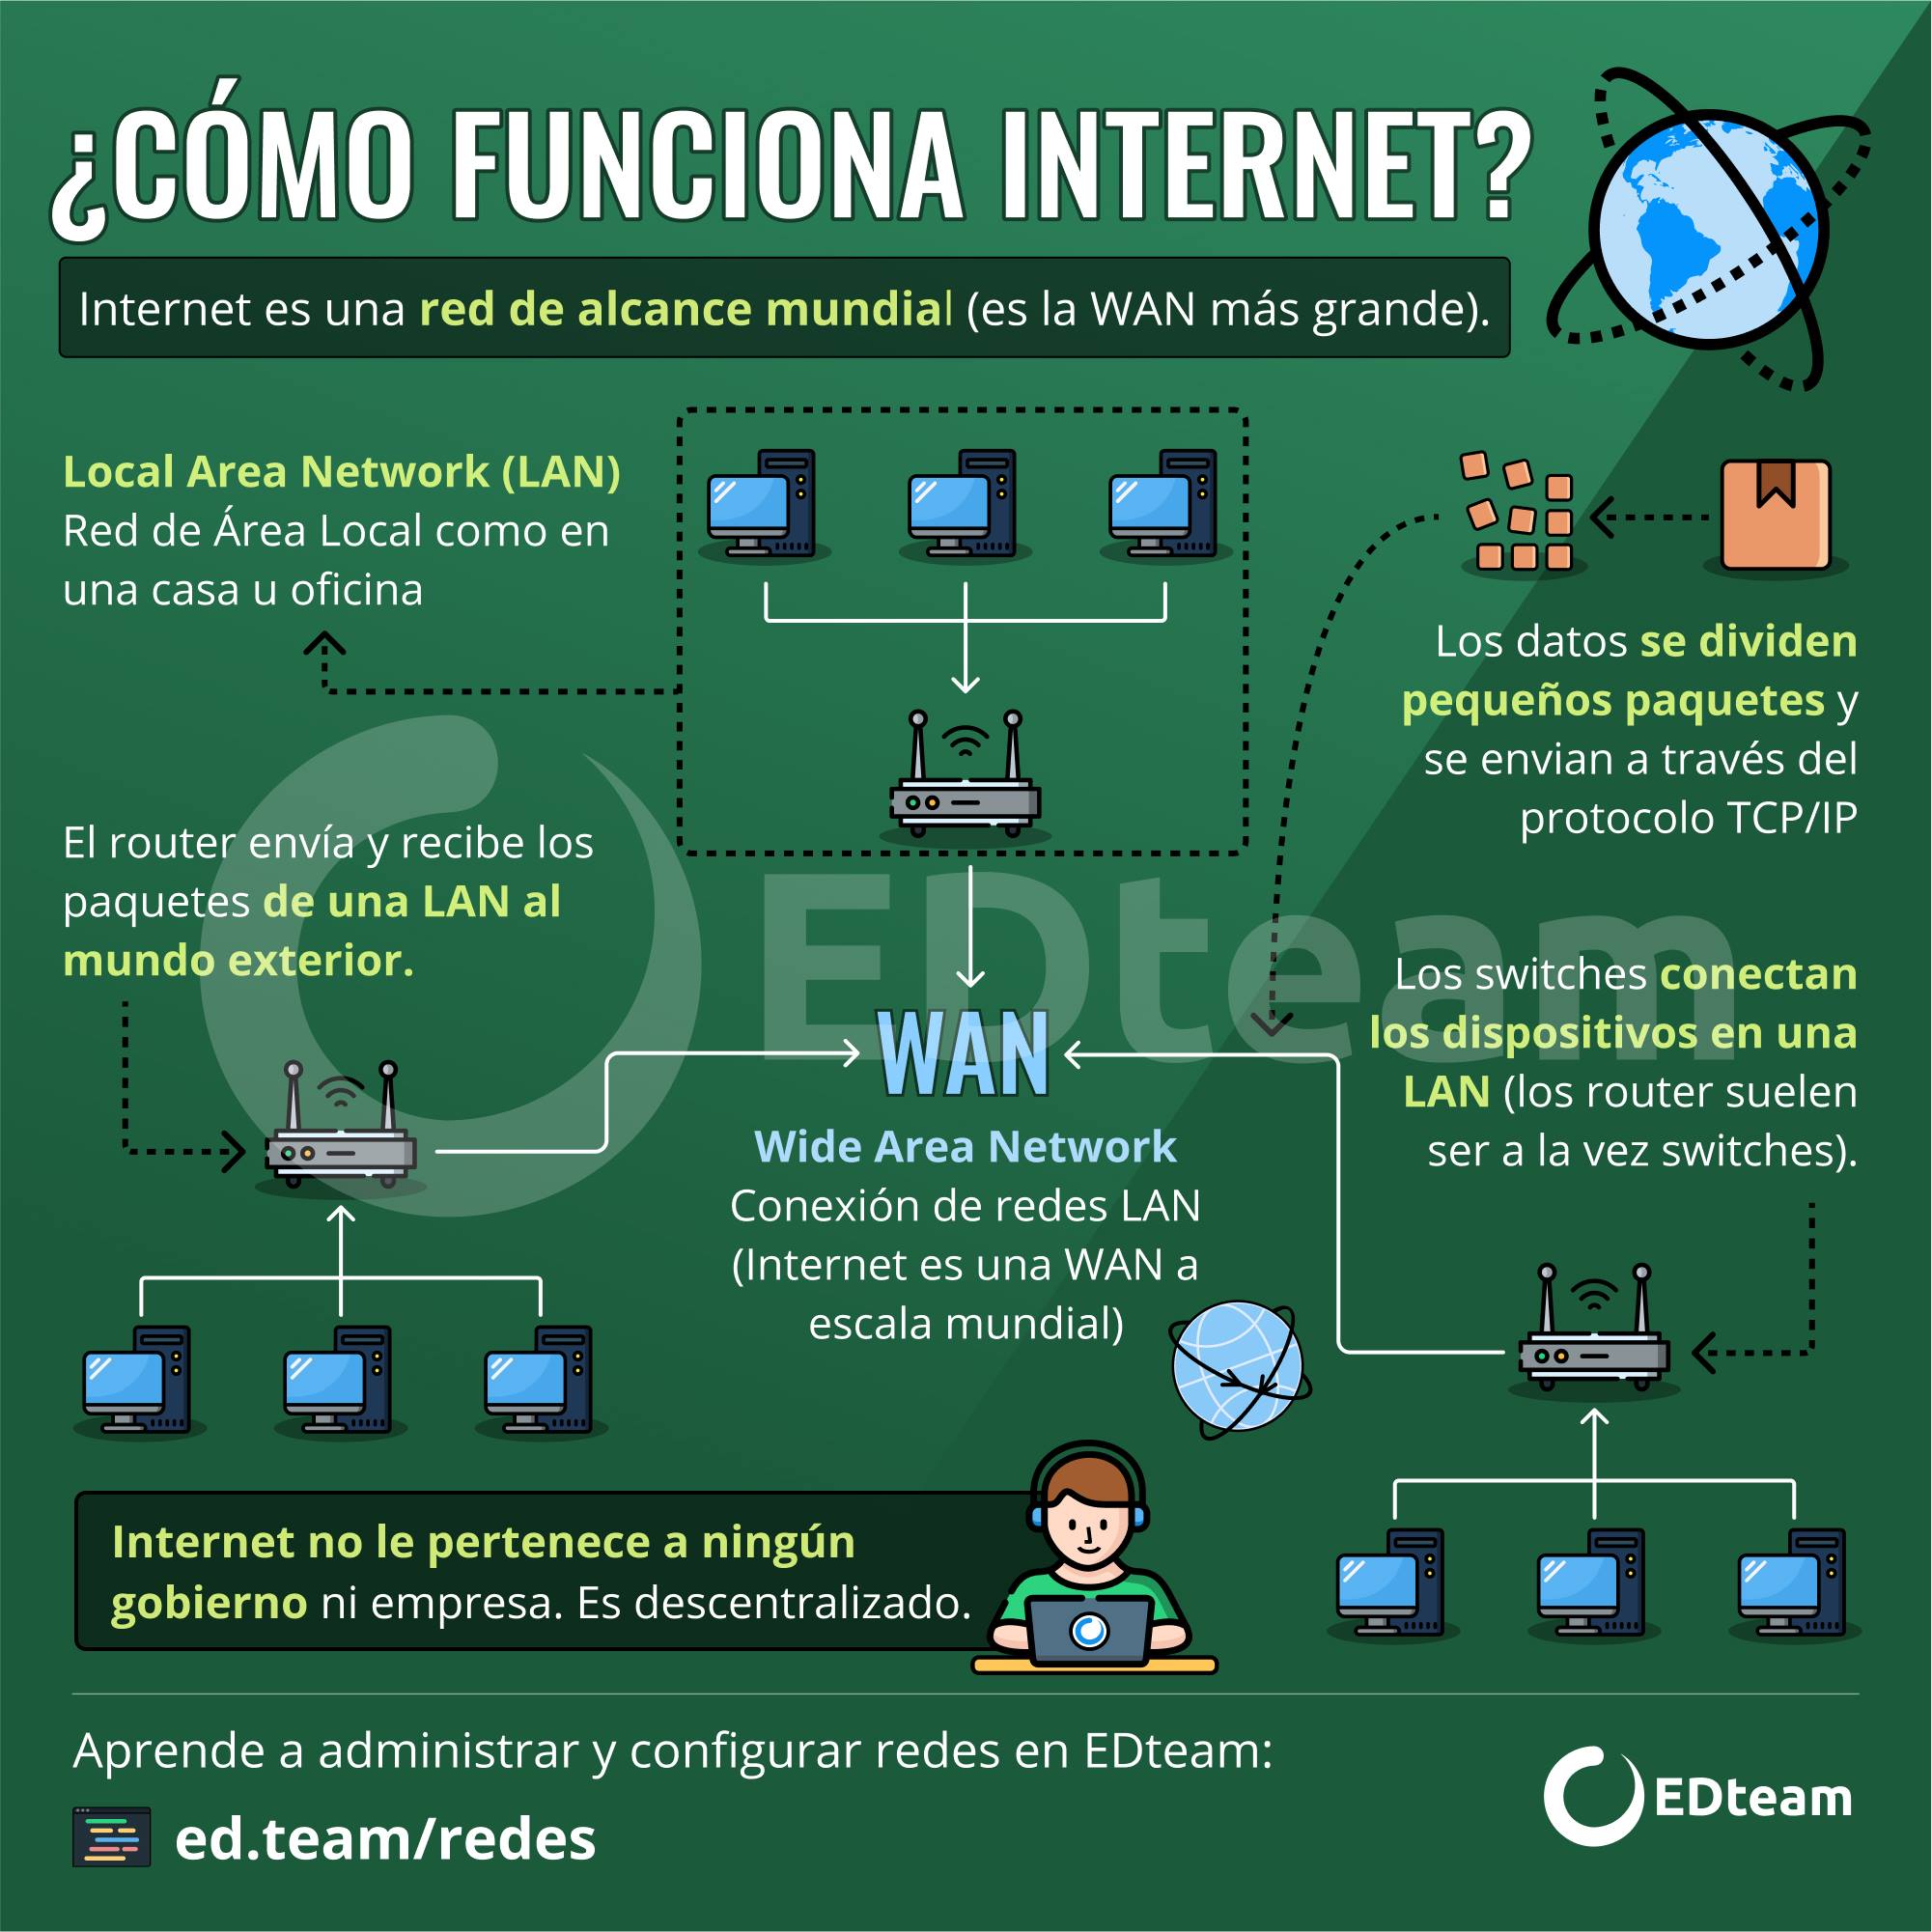 ¿CÓMO FUNCIONA INTERNET?
Internet es una red de alcance mundial (es la WAN más grande).
Local Area Network (LAN)
Red de Área Local como en
una casa u oficina
Los datos se dividen
pequeños paquetes y
se envian a través del
protocolo TCP/IP
El router envía y recibe los
paquetes de una LAN al
mundo exterior.
EDteam
Los switches conectan
los dispositivos en una
LAN (los router suelen
ser a la vez switches).
WAN
Wide Area Network
Conexión de redes LAN
(Internet es una WAN a
escala mundial)
Internet no le pertenece a ningún
gobierno ni empresa. Es descentralizado.
Aprende a administrar y configurar redes en EDteam:
ed.team/redes
EDteam